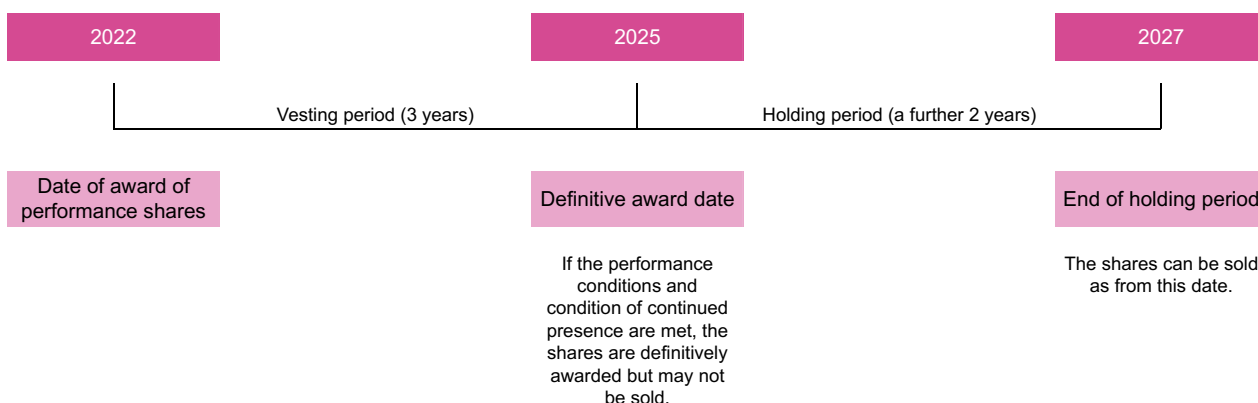 2022
2025
2027
Vesting period (3 years)
Holding period (a further 2 years)
Date of award of
performance shares
Definitive award date
End of holding period
If the performance
conditions and
condition of continued
presence are met, the
shares are definitively
awarded but may not
be sold.
The shares can be sold
as from this date.